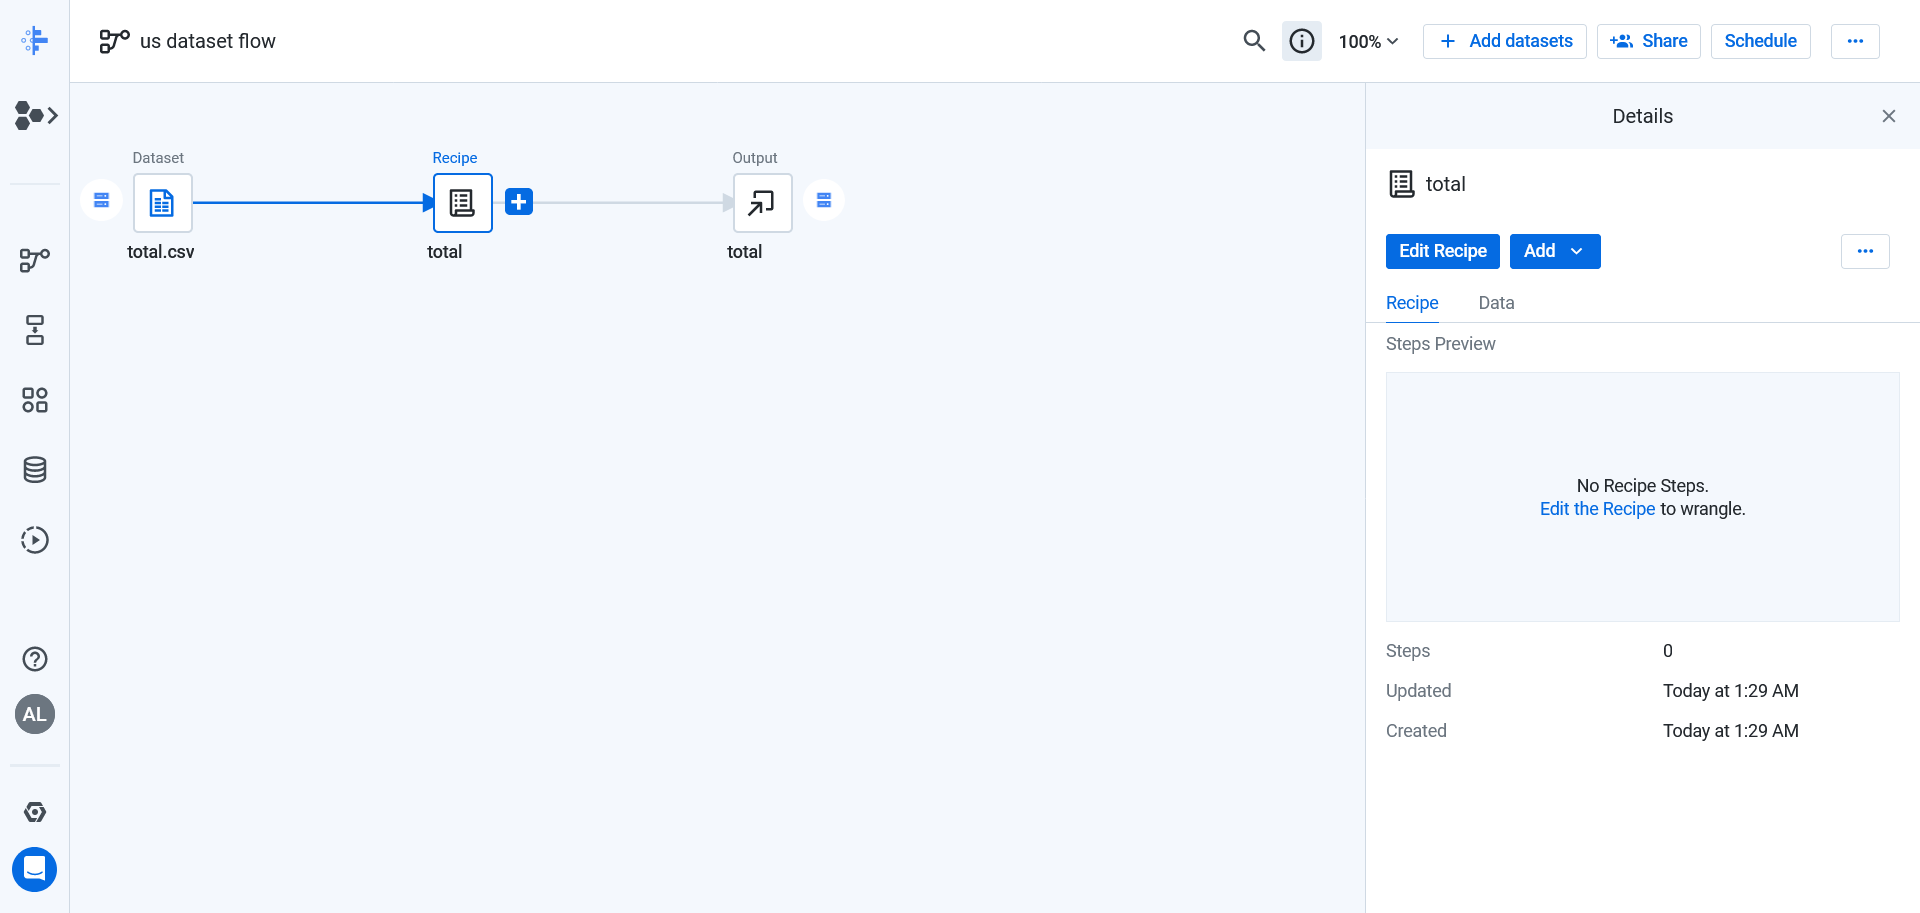 us dataset flow
100%
Add datasets
Share
Schedule
Details
Dataset
Recipe
Output
total.csv
total
total
total
Edit Recipe
Add
Recipe
Data
Steps Preview
No Recipe Steps.
Edit the Recipe to wrangle.
Steps
0
Updated
Today at 1:29 AM
Created
Today at 1:29 AM
AL